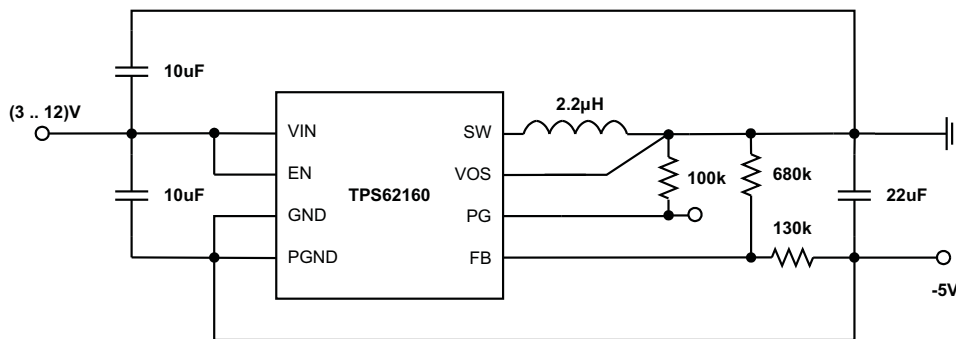 10uF
(3 .. 12)V
2.2µH
VIN
SW
EN
VOS
10uF
TPS62160
100k
680k
22uF
GND
PG
130k
PGND
FB
-5V